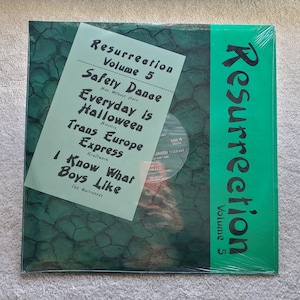 Resurrection
Volume 5
Safety Dance
Everyday is
Halloween
Trans Europe
Express
I Know What
Boys Like
Resurrection
Volume 5